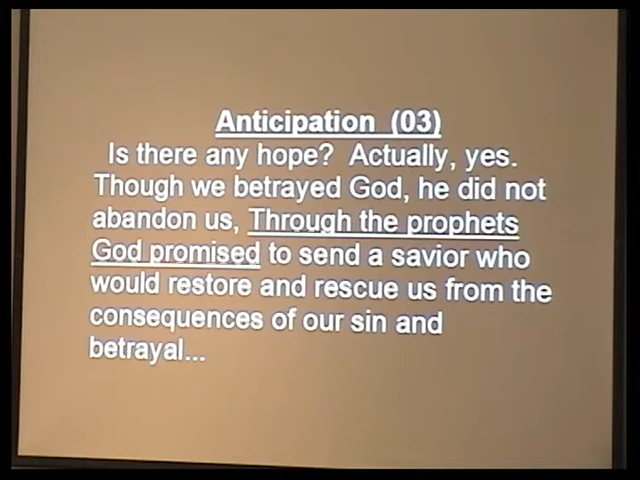 Anticipation (03)
Is there any hope? Actually, yes.
Though we betrayed God, he did not
abandon us, Through the prophets
God promised to send a savior who
would restore and rescue us from the
consequences of our sin and
betrayal...